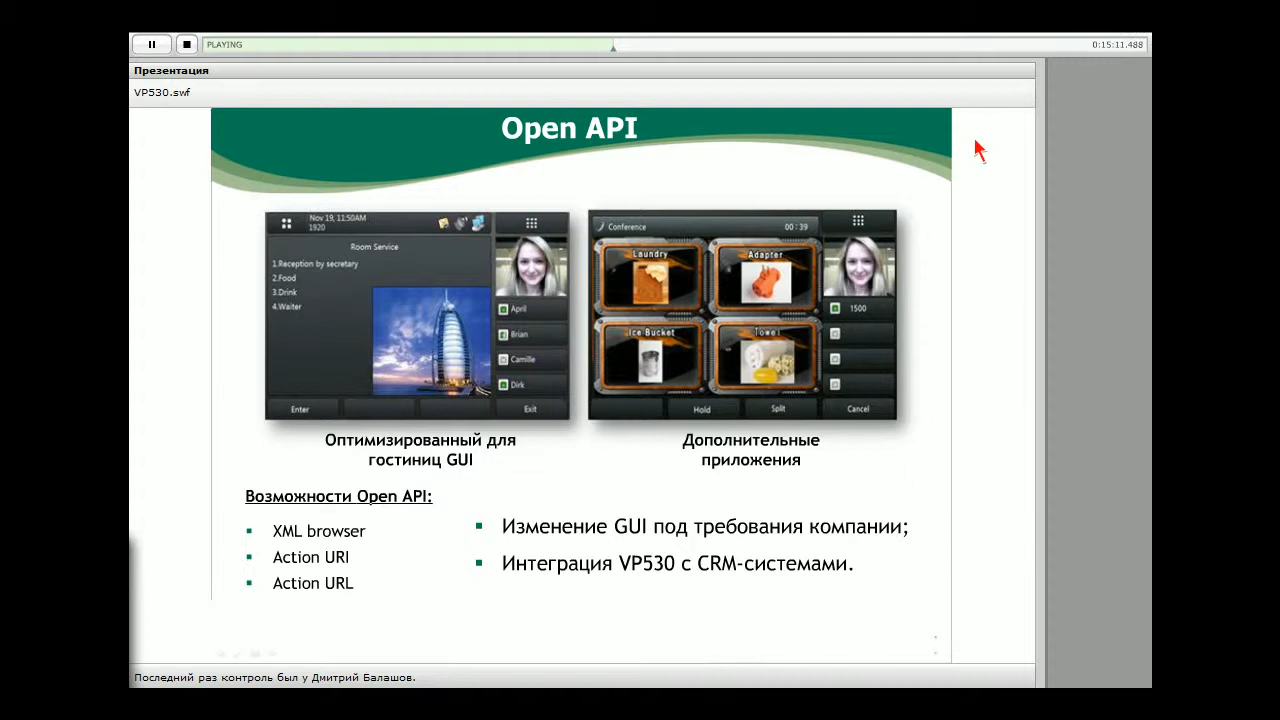 PLAYING
0:15:11.488
Презентация
VP530.swf
Open API
Nov 19, 11:50AM
1920
Room Service
1.Reception by secretary
2.Food
3.Drink
4.Waiter
April
Brian
Camille
Dirk
Enter
Exit
Conference
00:39
Laundry
Adapter
Ice Bucket
Towel
1500
Hold
Split
Cancel
Оптимизированный для
гостиниц GUI
Дополнительные
приложения
Возможности Open API:
XML browser
Action URI
Action URL
Изменение GUI под требования компании;
Интеграция VP530 с CRM-системами.
Последний раз контроль был у Дмитрий Балашов.